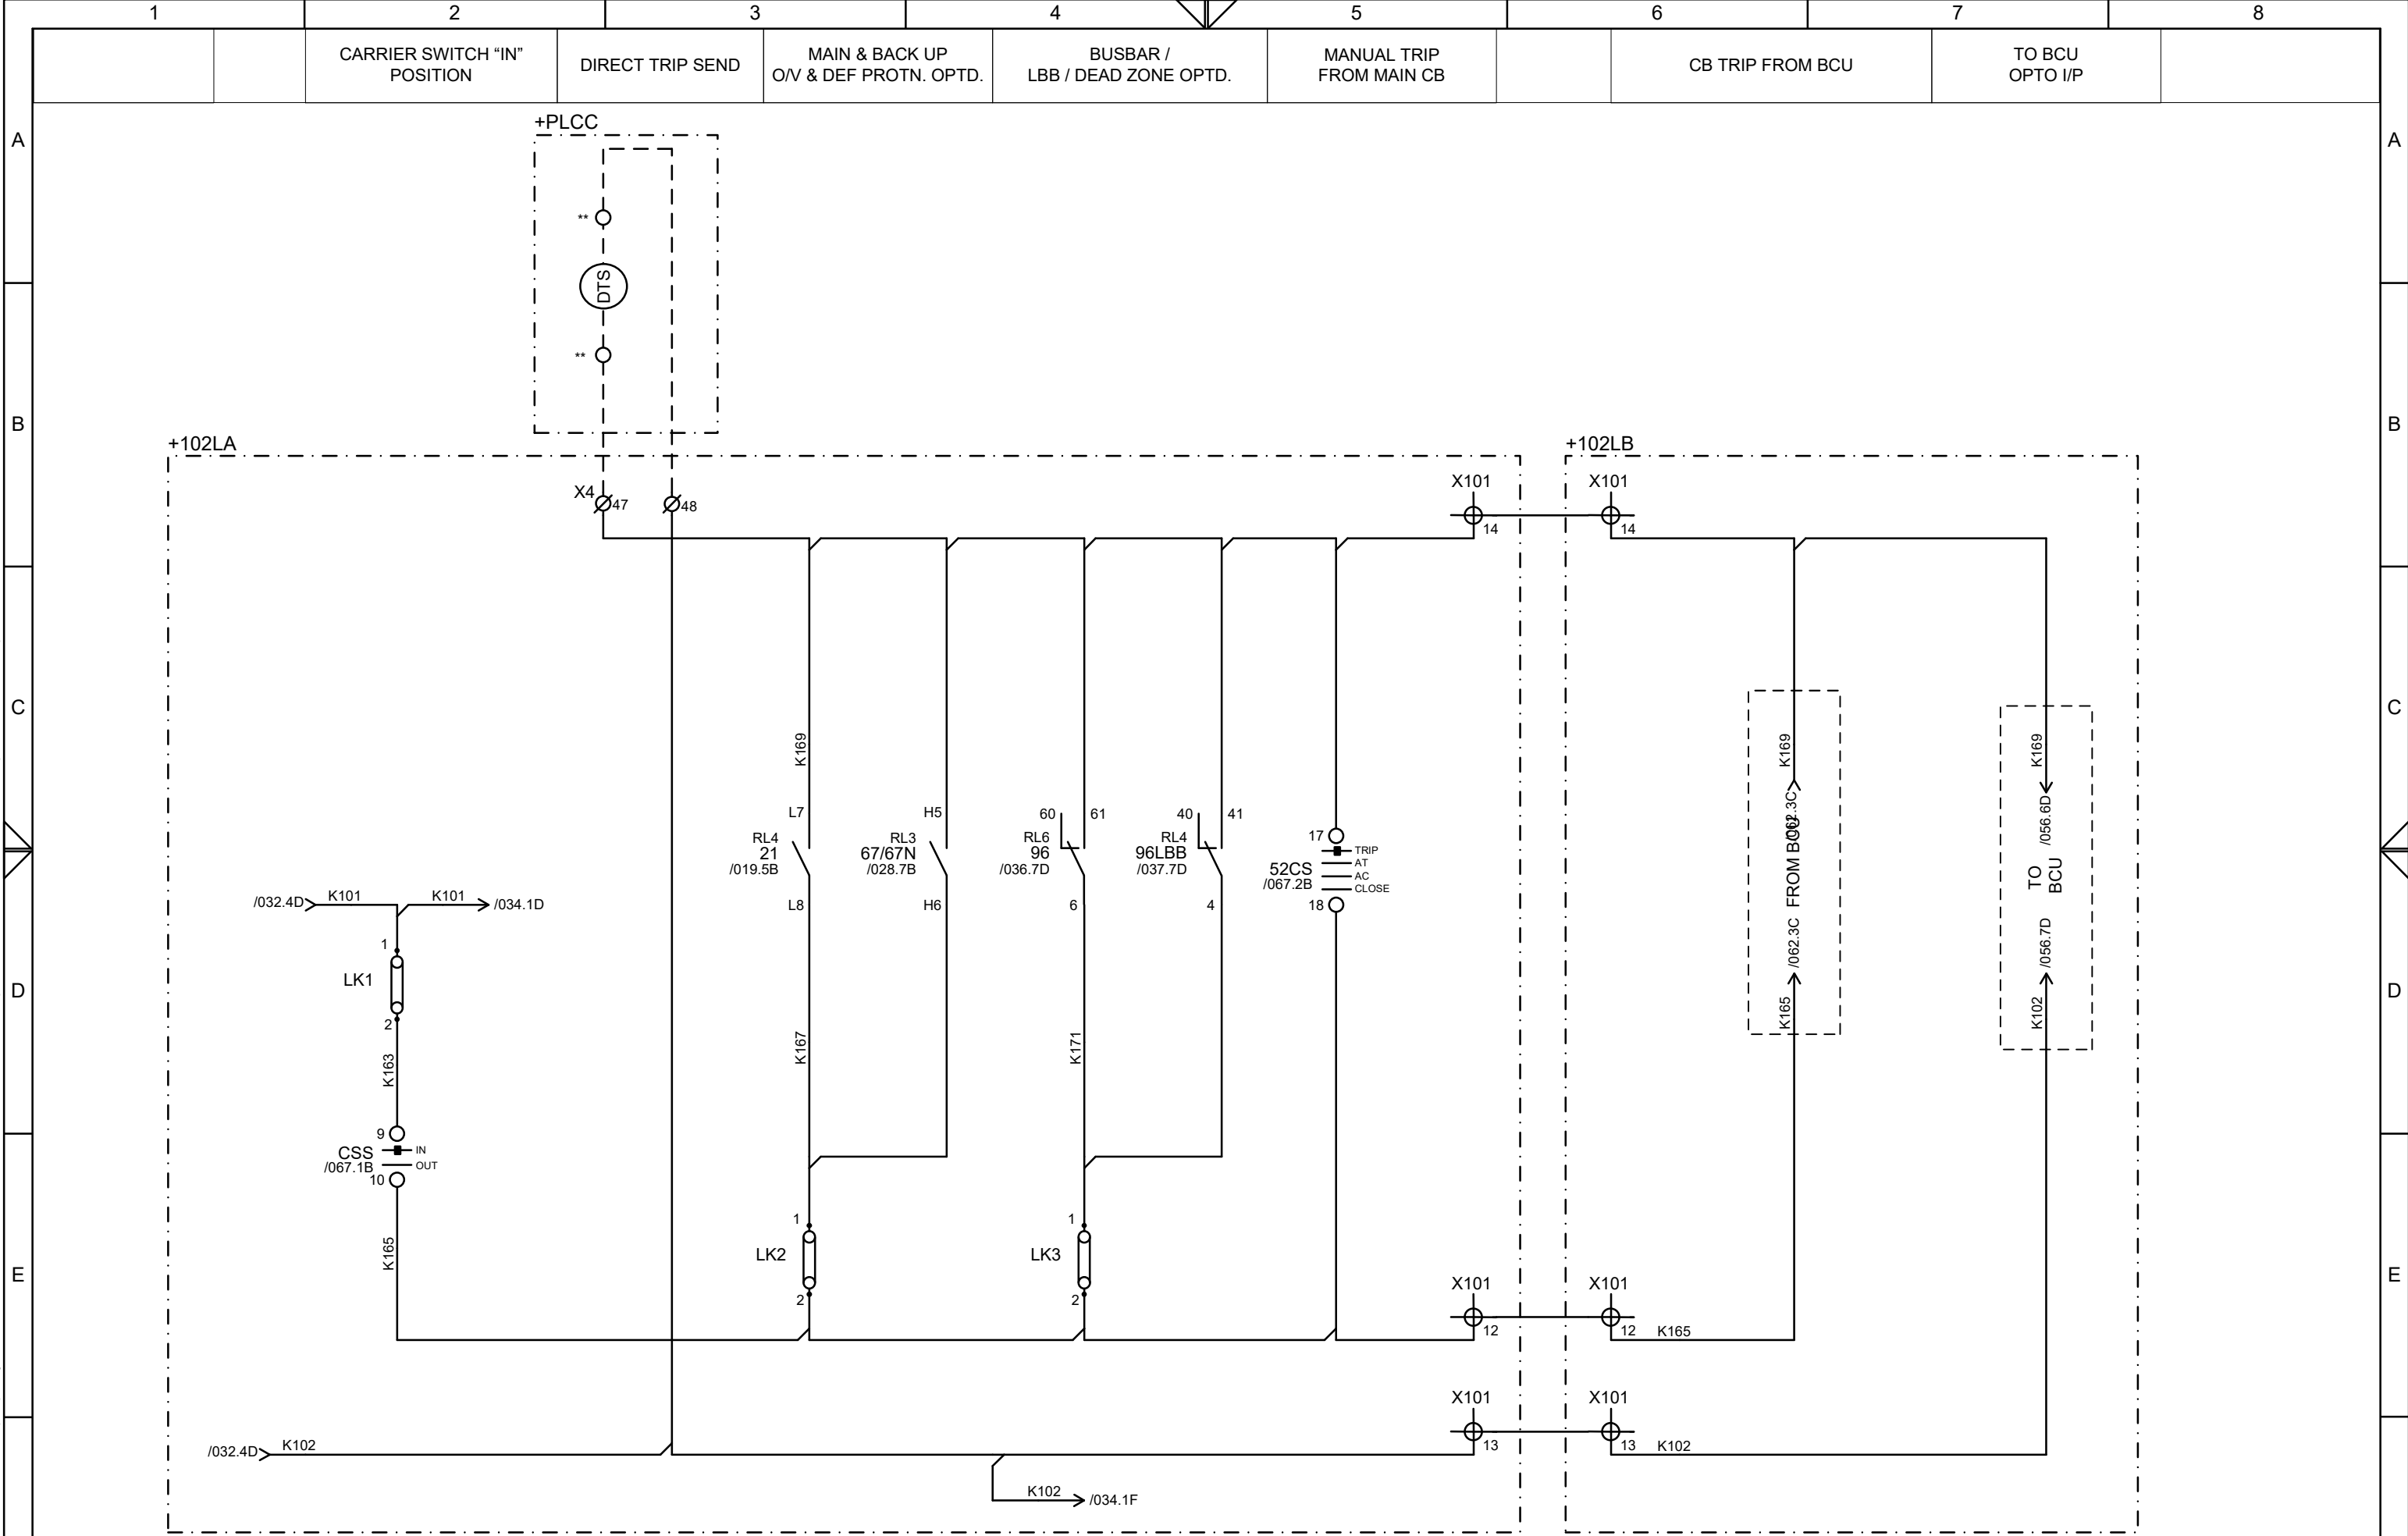 1 2 3 4 5 6 7 8
CARRIER SWITCH “IN”
POSITION
DIRECT TRIP SEND
MAIN & BACK UP
O/V & DEF PROTN. OPTD.
BUSBAR /
LBB / DEAD ZONE OPTD.
MANUAL TRIP
FROM MAIN CB
CB TRIP FROM BCU
TO BCU
OPTO I/P
A
A
+PLCC
**
DTS
**
B
B
+102LA
+102LB
X4
47
48
X101
14
X101
14
C
C
K169
L7
RL4
21
/019.5B
L8
H5
RL3
67/67N
/028.7B
H6
60
61
RL6
96
/036.7D
6
40
41
RL4
96LBB
/037.7D
4
17
TRIP
AT
AC
CLOSE
52CS
/067.2B
18
K169
/062.3C
FROM BCU
/062.3C
K165
K169
/056.6D
TO
BCU
/056.7D
K102
/032.4D
K101
K101
/034.1D
D
D
1
LK1
2
K163
K167
K171
9
CSS
/067.1B
IN
OUT
10
K165
E
E
1
LK2
2
1
LK3
2
X101
12
X101
12
K165
X101
13
X101
13
K102
/032.4D
K102
K102
/034.1F